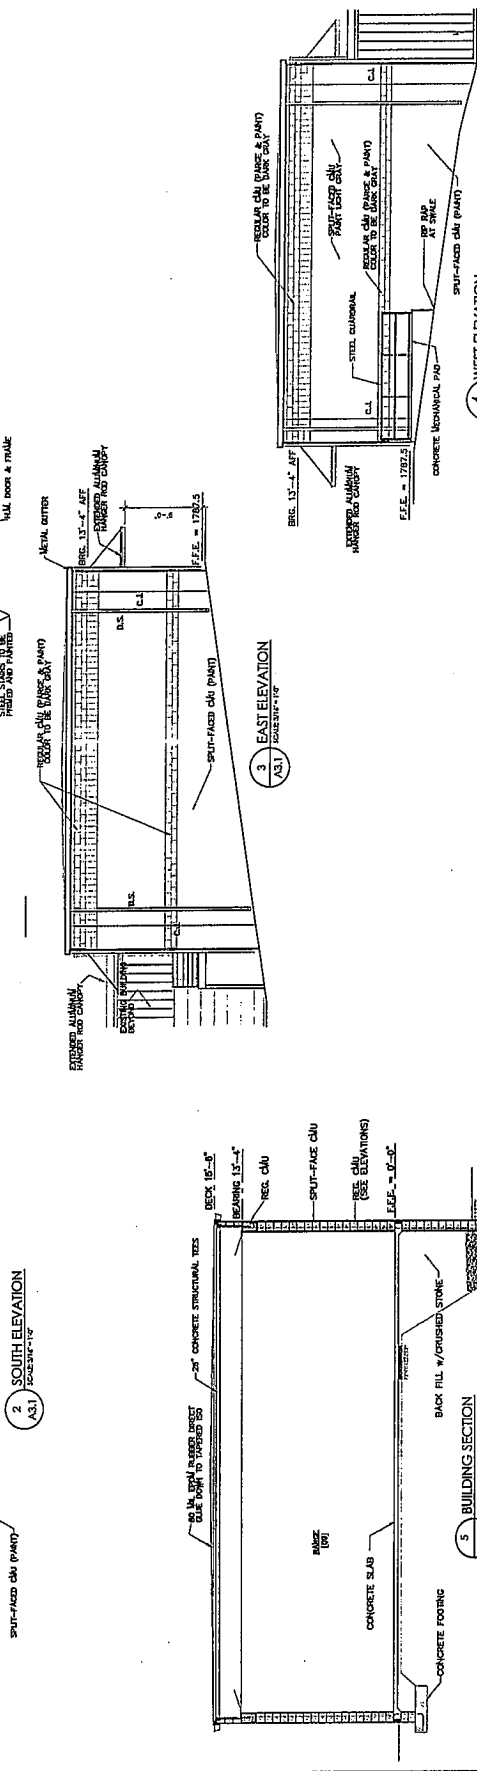 REGULAR CMU (PARGE & PAINT)
COLOR TO BE DARK GRAY
SPLIT-FACED CMU
PAINT LIGHT GRAY
REGULAR CMU (PARGE & PAINT)
COLOR TO BE DARK GRAY
C.J.
C.J.
STEEL GUARDRAIL
RIP RAP
AT SWALE
SPLIT-FACED CMU (PAINT)
CONCRETE MECHANICAL PAD
BRG. 13'-4" AFF
EXTENDED ALUMINUM
HANGER ROD CANOPY
F.F.E. = 1787.5
4
WEST ELEVATION
H.M. DOOR & FRAME
STEEL STAIRS TO BE
PRIMED AND PAINTED
METAL GUTTER
BRG. 13'-4" AFF
EXTENDED ALUMINUM
HANGER ROD CANOPY
F.F.E. = 1787.5
REGULAR CMU (PARGE & PAINT)
COLOR TO BE DARK GRAY
D.S.
C.J.
SPLIT-FACED CMU (PAINT)
D.S.
C.J.
EXTENDED ALUMINUM
HANGER ROD CANOPY
EXISTING BUILDING
BEYOND
3
A3.1
EAST ELEVATION
SCALE: 3/16" = 1'-0"
2
A3.1
SOUTH ELEVATION
SCALE: 3/16" = 1'-0"
SPLIT-FACED CMU (PAINT)
DECK 15'-8"
BEARING 13'-4"
REG. CMU
SPLIT-FACE CMU
REG. CMU
(SEE ELEVATIONS)
F.F.E. = 0'-0"
28" CONCRETE STRUCTURAL TEES
60 MIL EPDM RUBBER DIRECT
GLUE DOWN TO TAPERED ISO
CONCRETE SLAB
BACK FILL W/CRUSHED STONE
CONCRETE FOOTING
5
BUILDING SECTION